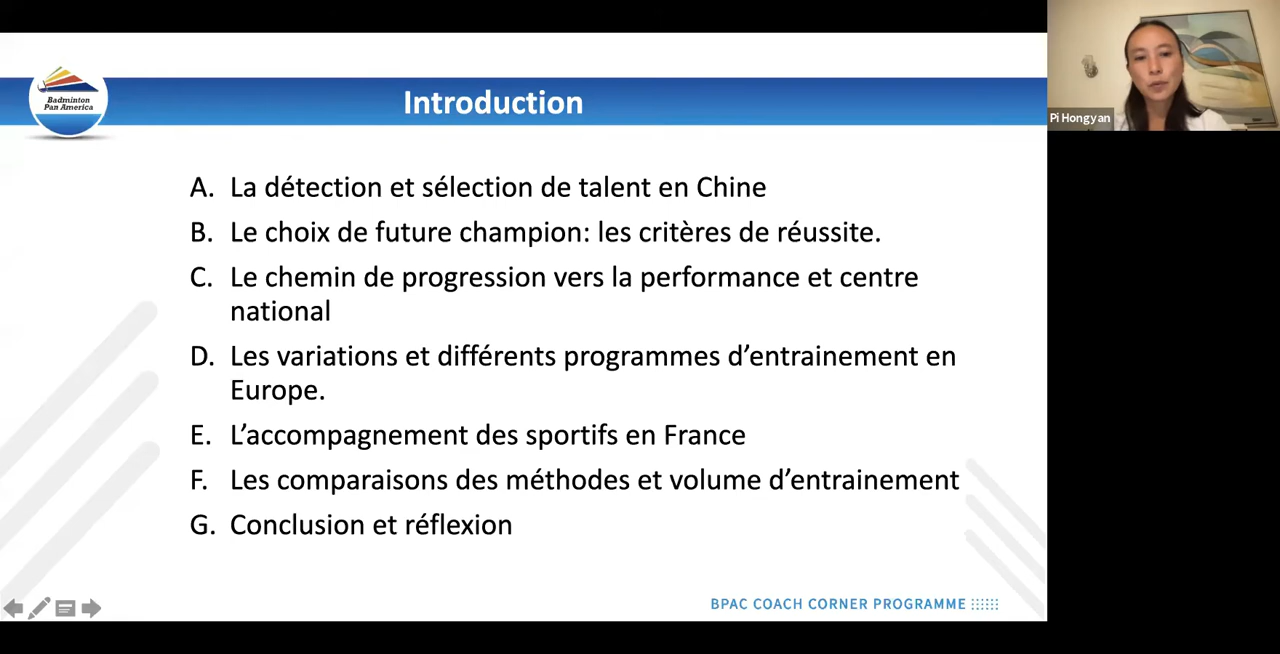 Introduction
Badminton
Pan America
Pi Hongyan
A. La détection et sélection de talent en Chine
B. Le choix de future champion: les critères de réussite.
C. Le chemin de progression vers la performance et centre
national
D. Les variations et différents programmes d’entrainement en
Europe.
E. L’accompagnement des sportifs en France
F. Les comparaisons des méthodes et volume d’entrainement
G. Conclusion et réflexion
BPAC COACH CORNER PROGRAMME